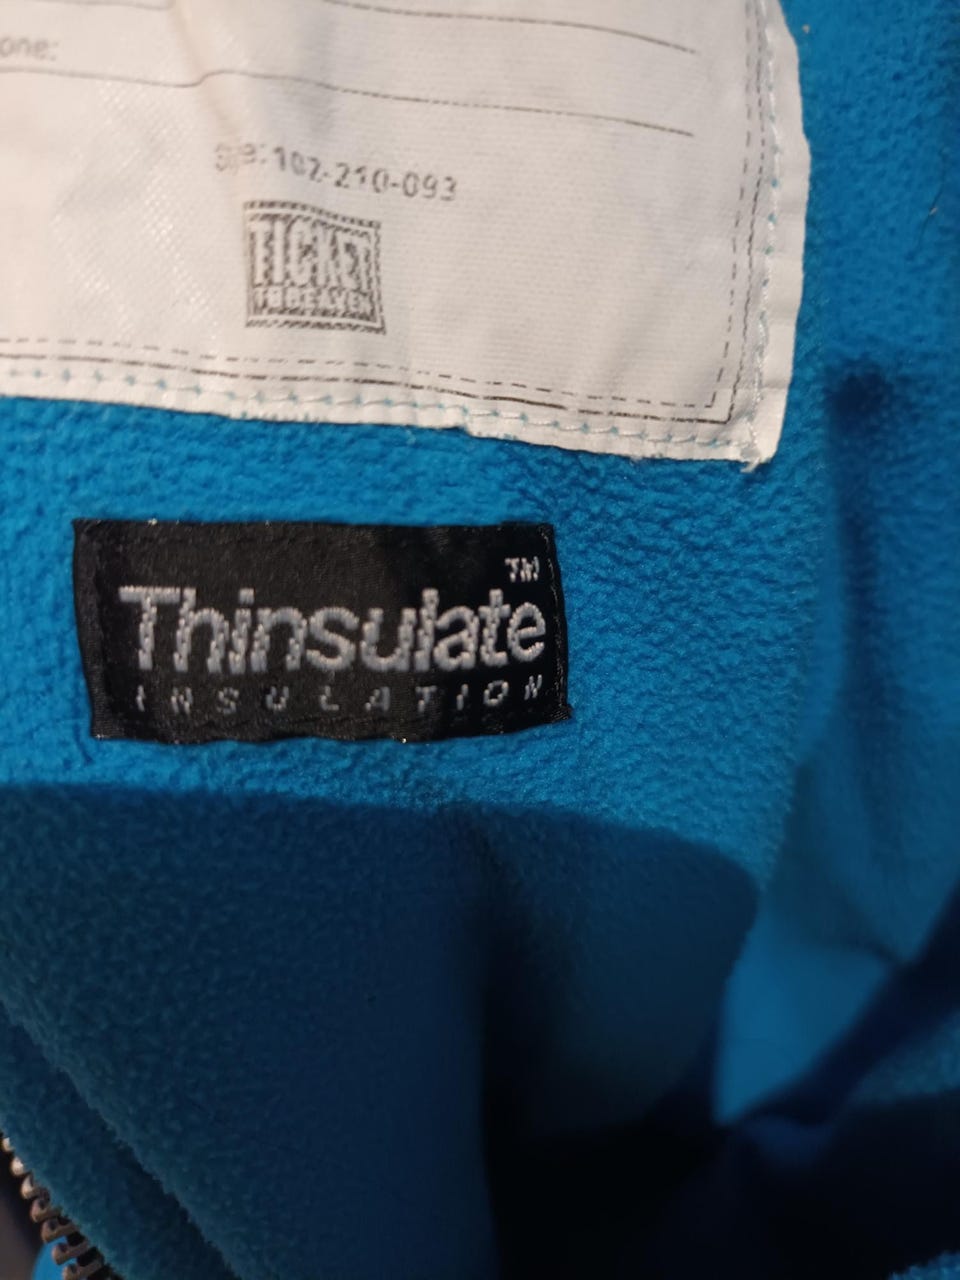 one:
102-210-093
TICKET
TO HEAVEN
TM
Thinsulate
INSULATION